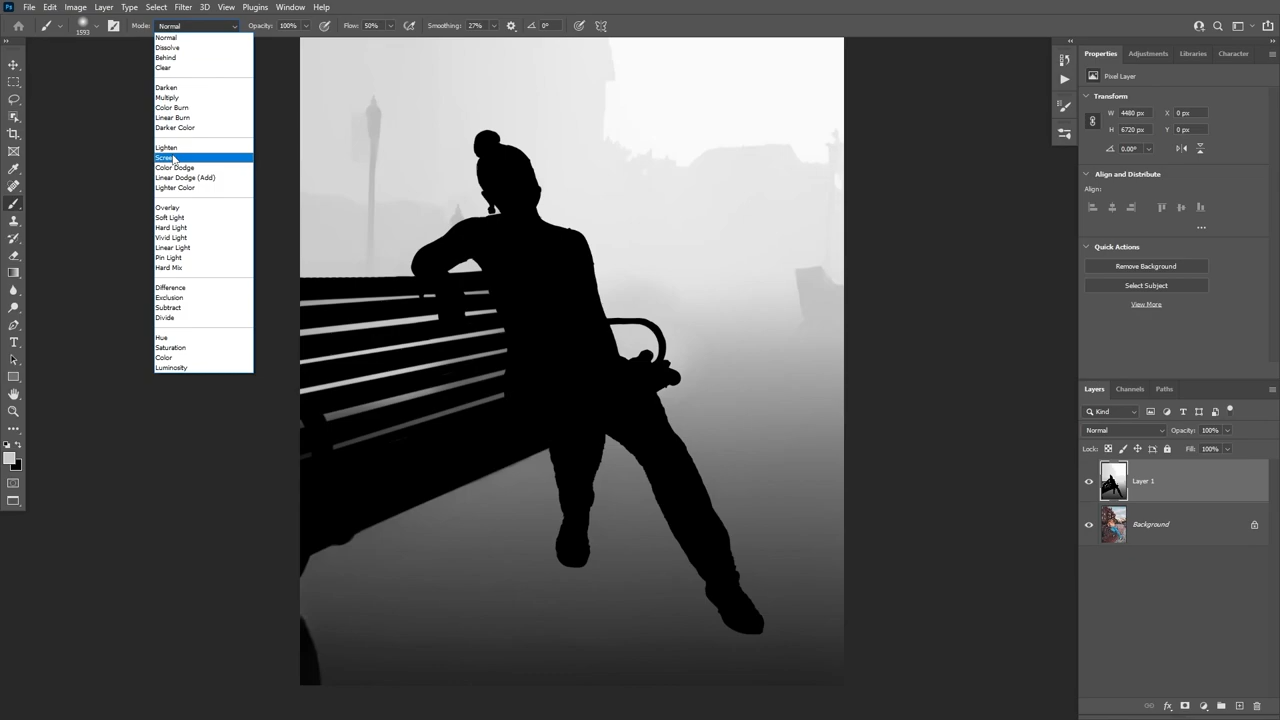 Ps File Edit Image Layer Type Select Filter 3D View Plugins Window Help
1593 Mode: Normal Opacity: 100% Flow: 50% Smoothing: 27% 0°
Normal
Dissolve
Behind
Clear
Darken
Multiply
Color Burn
Linear Burn
Darker Color
Lighten
Color Dodge
Linear Dodge (Add)
Lighter Color
Overlay
Soft Light
Hard Light
Vivid Light
Linear Light
Pin Light
Hard Mix
Difference
Exclusion
Subtract
Divide
Hue
Saturation
Color
Luminosity
Properties Adjustments Libraries Character
Pixel Layer
Transform
W 4480 px X 0 px
H 6720 px Y 0 px
0.00°
Align and Distribute
Align:
Quick Actions
Remove Background
Select Subject
View More
Layers Channels Paths
Kind
Normal Opacity: 100%
Lock: Fill: 100%
Layer 1
Background